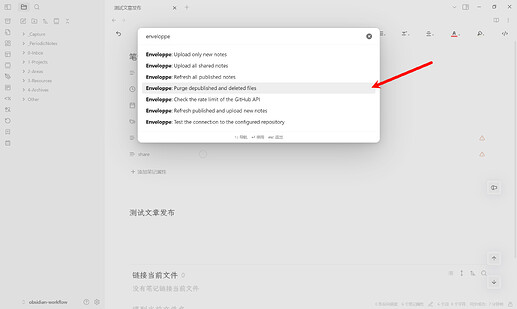 测试文章发布
enveloppe
Enveloppe: Upload only new notes
Enveloppe: Upload all shared notes
Enveloppe: Refresh all published notes
Enveloppe: Purge depublished and deleted files
Enveloppe: Check the rate limit of the GitHub API
Enveloppe: Refresh published and upload new notes
Enveloppe: Test the connection to the configured repository
↑↓ 导航 ↵ 使用 esc 退出
Caption
PeriodicNotes
0-Inbox
1-Projects
2-Areas
3-Resources
4-Archives
Other
share
+ 添加笔记属性
测试文章发布
链接当前文件
没有笔记链接当前文件
obsidian-workflow